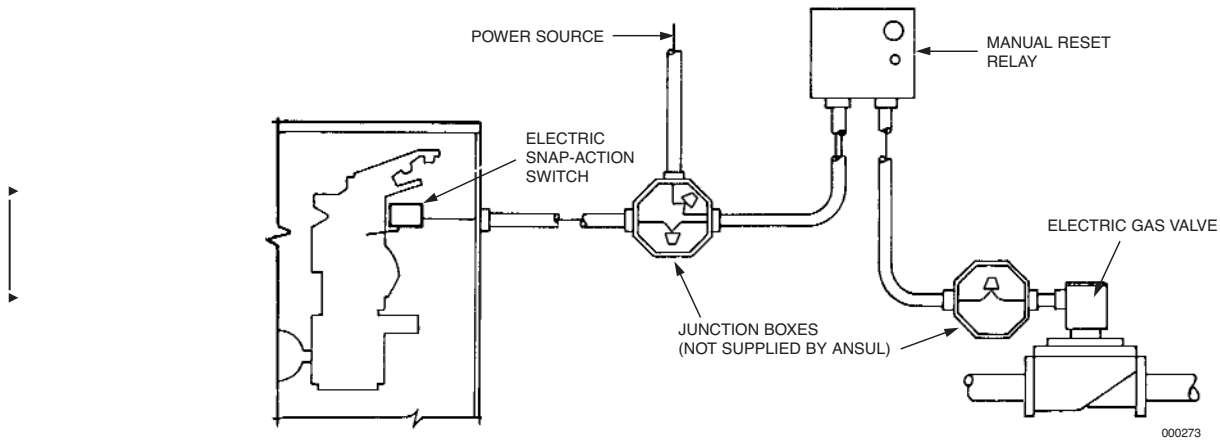 POWER SOURCE
MANUAL RESET
RELAY
ELECTRIC
SNAP-ACTION
SWITCH
ELECTRIC GAS VALVE
JUNCTION BOXES
(NOT SUPPLIED BY ANSUL)
000273